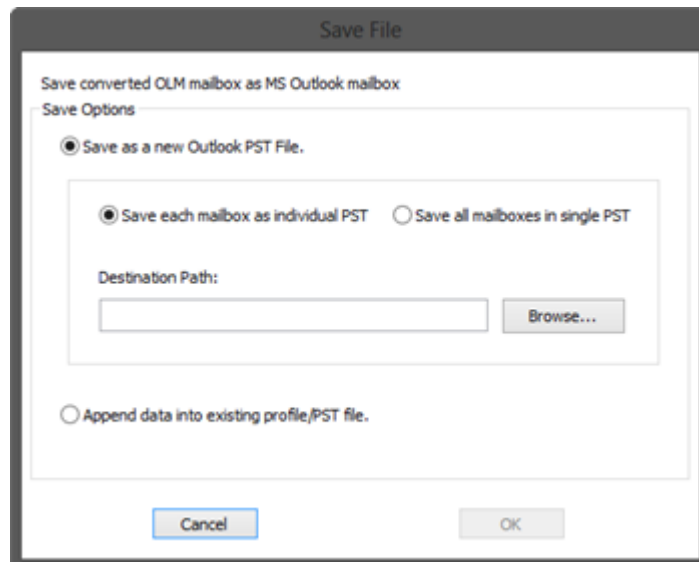 Save File
Save converted OLM mailbox as MS Outlook mailbox
Save Options
Save as a new Outlook PST File.
Save each mailbox as individual PST Save all mailboxes in single PST
Destination Path:
Browse...
Append data into existing profile/PST file.
Cancel OK